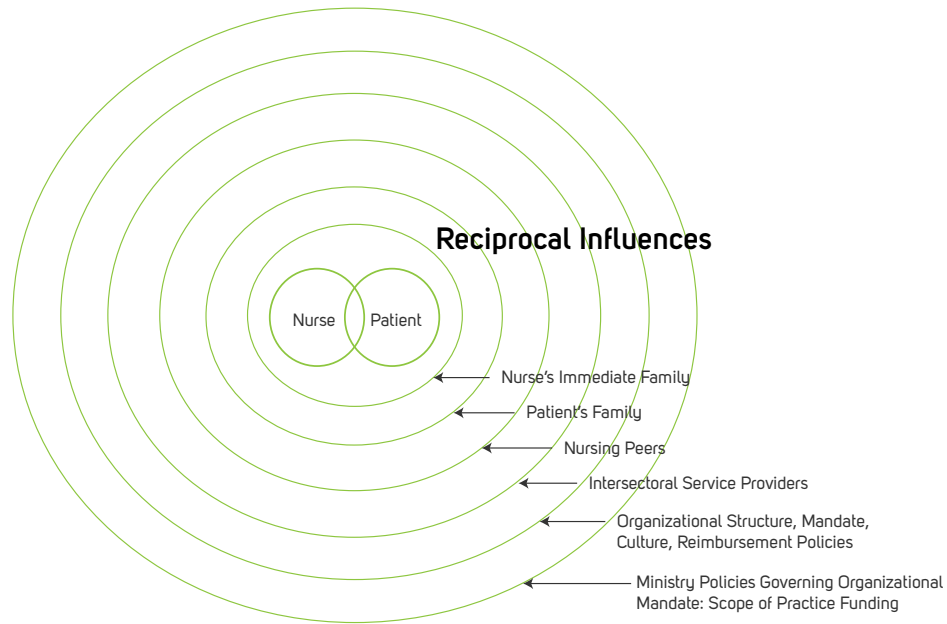 Reciprocal Influences
Nurse
Patient
Nurse's Immediate Family
Patient's Family
Nursing Peers
Intersectoral Service Providers
Organizational Structure, Mandate,
Culture, Reimbursement Policies
Ministry Policies Governing Organizational
Mandate: Scope of Practice Funding